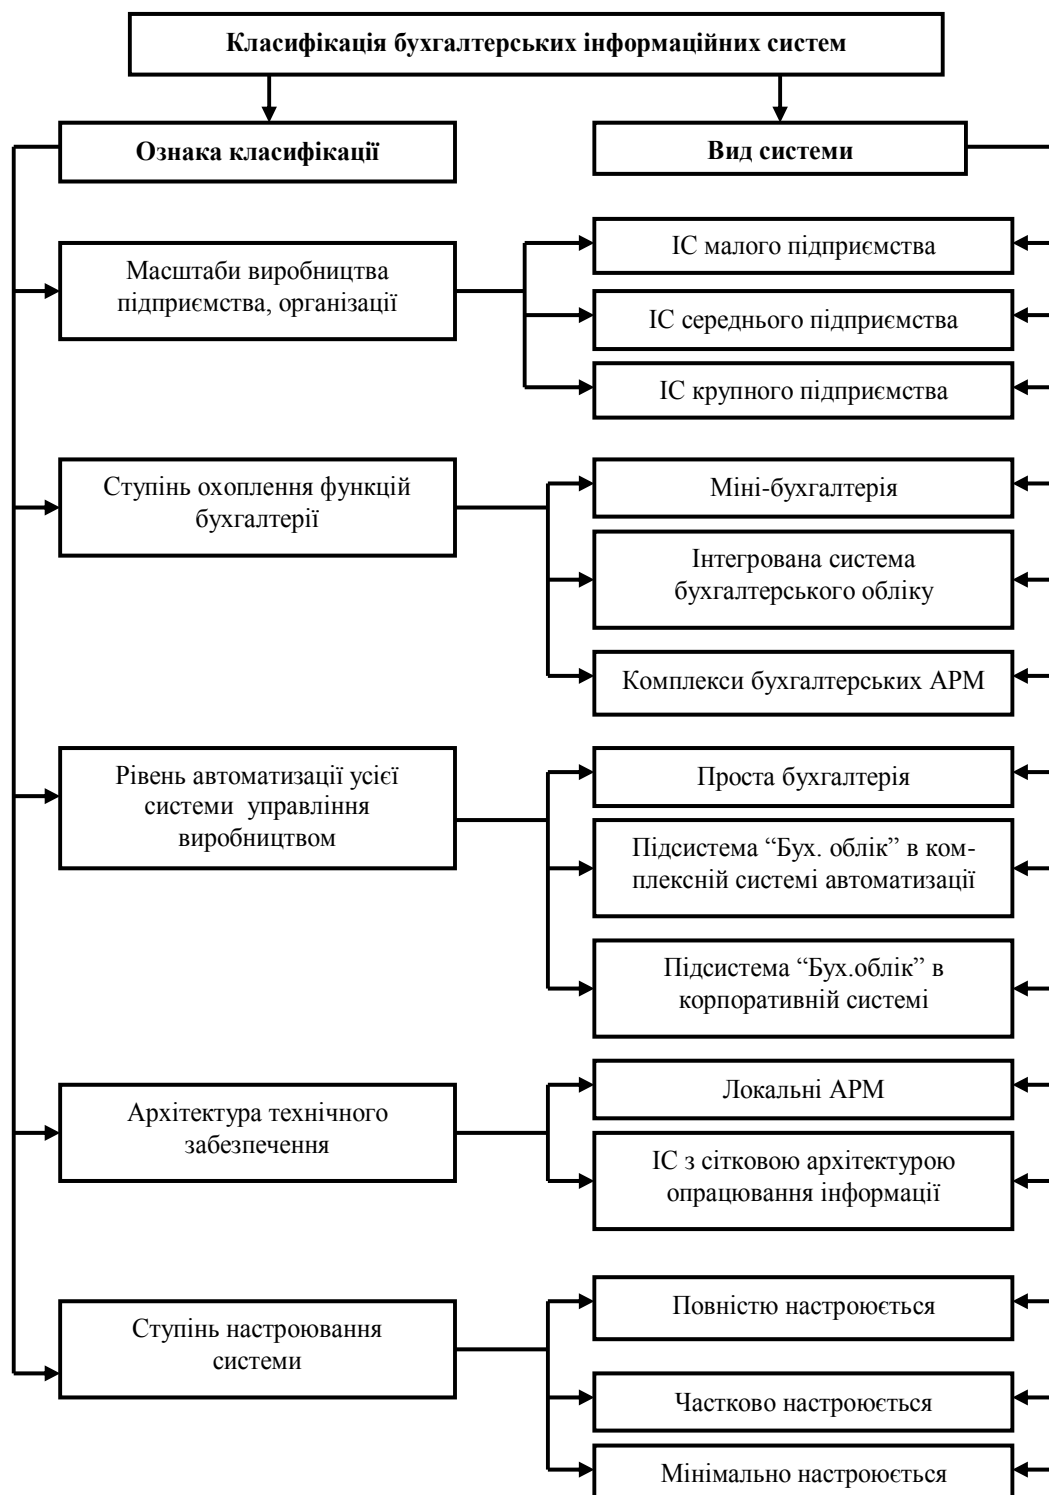 Класифікація бухгалтерських інформаційних систем
Ознака класифікації
Вид системи
Масштаби виробництва
підприємства, організації
ІС малого підприємства
ІС середнього підприємства
ІС крупного підприємства
Ступінь охоплення функцій
бухгалтерії
Міні-бухгалтерія
Інтегрована система
бухгалтерського обліку
Комплекси бухгалтерських АРМ
Рівень автоматизації усієї
системи управління
виробництвом
Проста бухгалтерія
Підсистема “Бух. облік” в ком-
плексній системі автоматизації
Підсистема “Бух.облік” в
корпоративній системі
Архітектура технічного
забезпечення
Локальні АРМ
ІС з сітковою архітектурою
опрацювання інформації
Ступінь настроювання
системи
Повністю настроюється
Частково настроюється
Мінімально настроюється